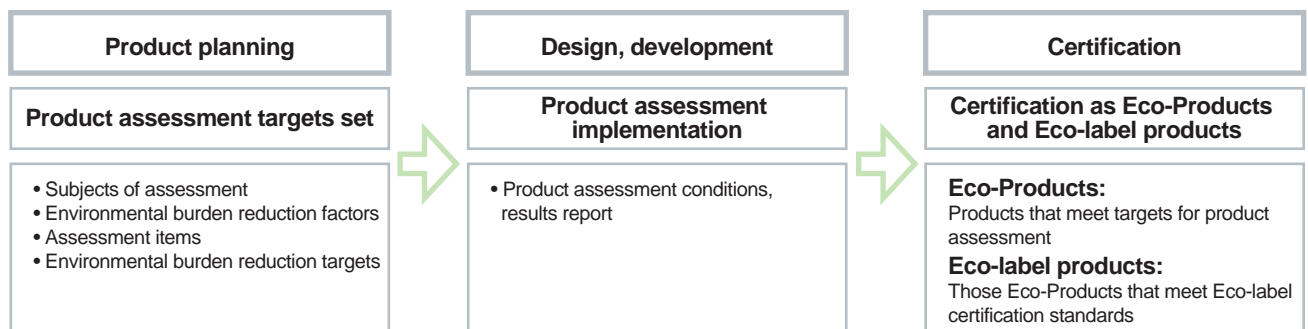 Product planning
Product assessment targets set
• Subjects of assessment
• Environmental burden reduction factors
• Assessment items
• Environmental burden reduction targets
Design, development
Product assessment
implementation
• Product assessment conditions,
results report
Certification
Certification as Eco-Products
and Eco-label products
Eco-Products:
Products that meet targets for product
assessment
Eco-label products:
Those Eco-Products that meet Eco-label
certification standards